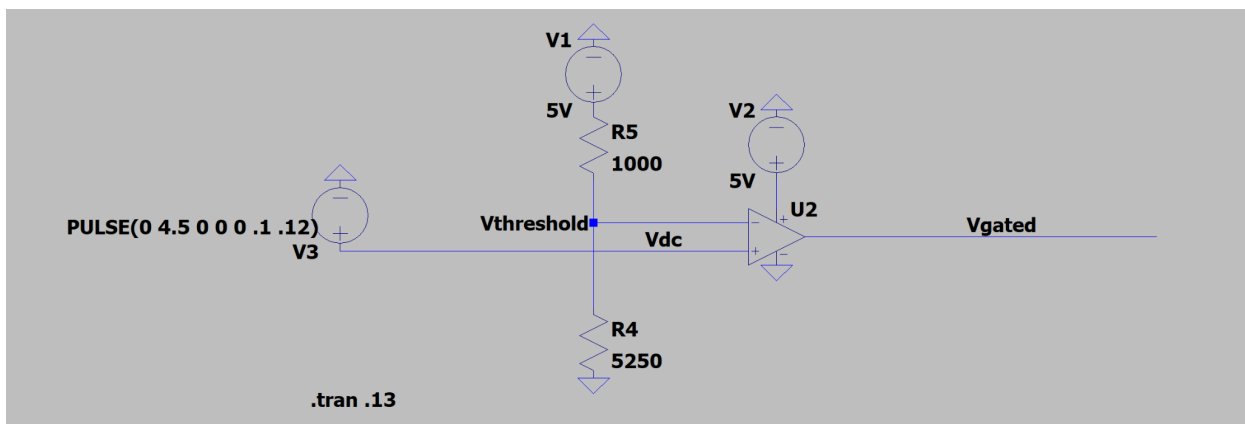 V1
5V
R5
1000
V2
5V
U2
PULSE(0 4.5 0 0 0 .1 .12)
V3
Vthreshold
Vdc
Vgated
R4
5250
.tran .13